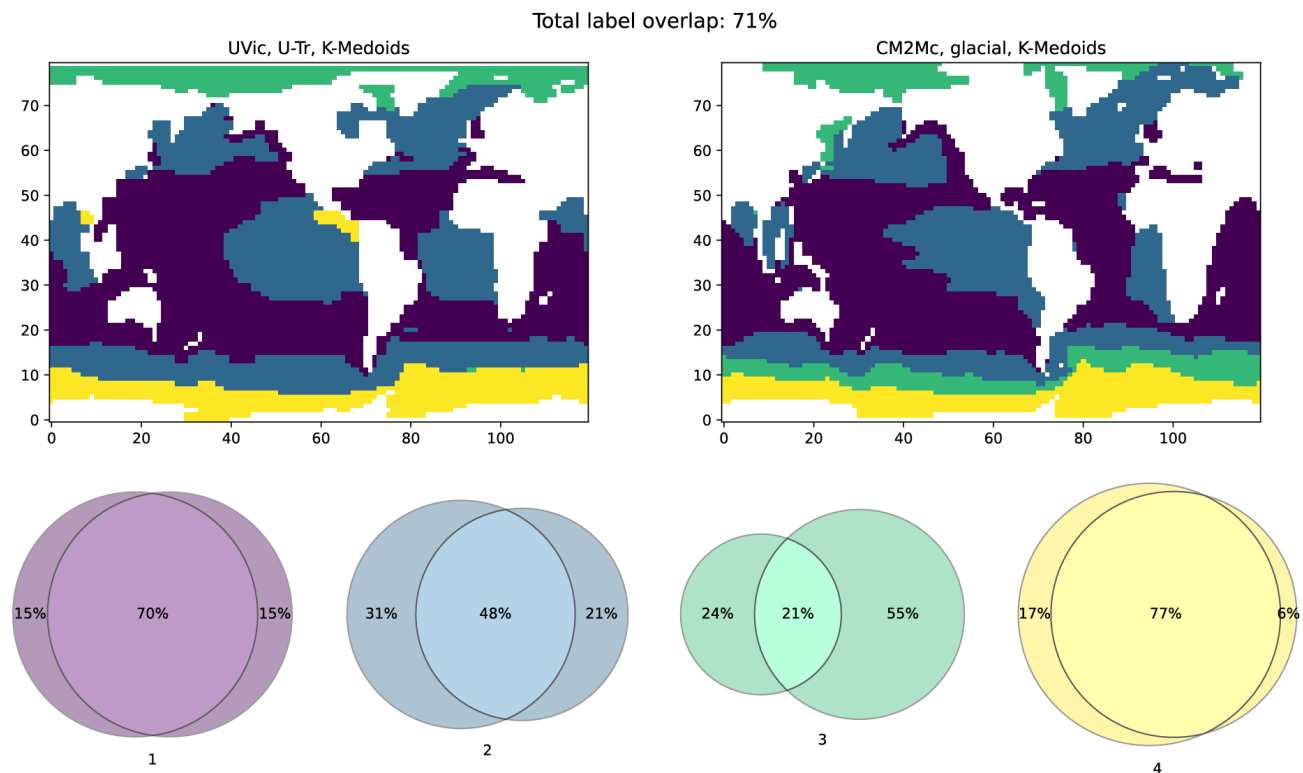 Total label overlap: 71%
UVic, U-Tr, K-Medoids
CM2Mc, glacial, K-Medoids
70
60
50
40
30
20
10
0
0 20 40 60 80 100
70
60
50
40
30
20
10
0
0 20 40 60 80 100
15% 70% 15%
1
31% 48% 21%
2
24% 21% 55%
3
17% 77% 6%
4